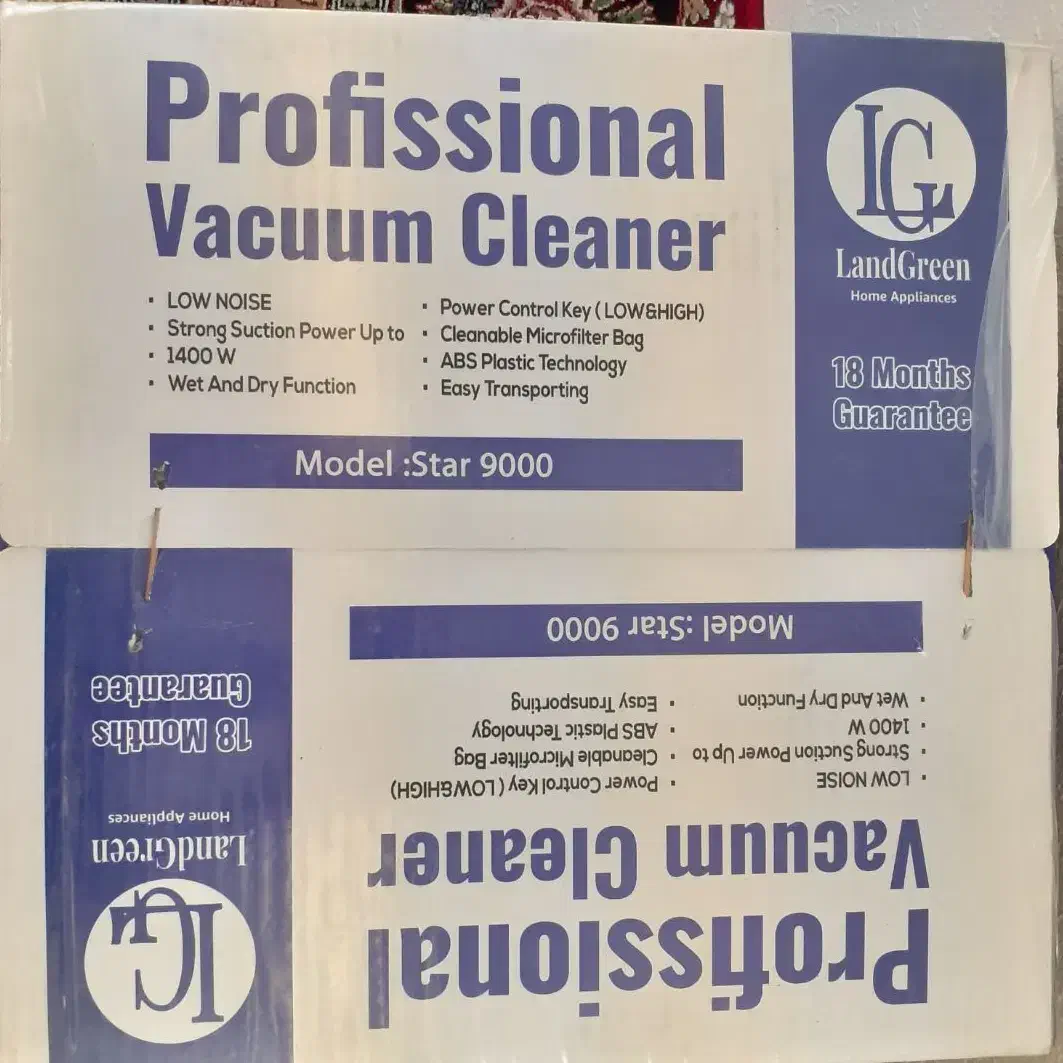 Profissional
Vacuum Cleaner
LOW NOISE
Strong Suction Power Up to
1400 W
Wet And Dry Function
Power Control Key ( LOW&HIGH)
Cleanable Microfilter Bag
ABS Plastic Technology
Easy Transporting
Model :Star 9000
LG
LandGreen
Home Appliances
18 Months
Guarantee
Profissional
Vacuum Cleaner
LOW NOISE
Strong Suction Power Up to
1400 W
Wet And Dry Function
Power Control Key ( LOW&HIGH)
Cleanable Microfilter Bag
ABS Plastic Technology
Easy Transporting
Model :Star 9000
LG
LandGreen
Home Appliances
18 Months
Guarantee